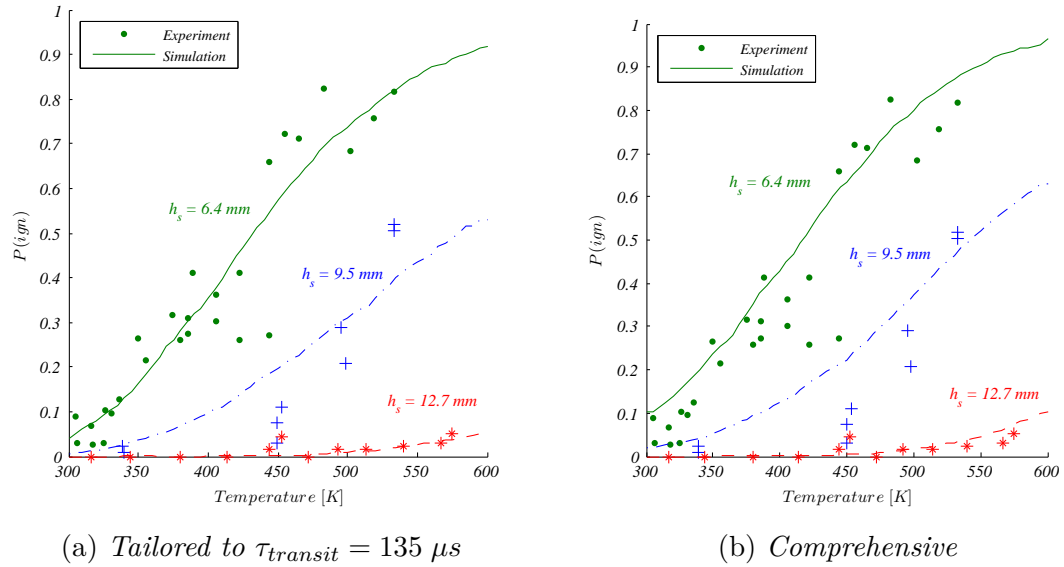 1
0.9
0.8
0.7
0.6
0.5
0.4
0.3
0.2
0.1
0
P(ign)
Experiment
Simulation
h_s = 6.4 mm
h_s = 9.5 mm
h_s = 12.7 mm
300 400 450 500 600
Temperature [K]
(a) Tailored to τ_transit = 135 μs
1
0.9
0.8
0.7
0.6
0.5
0.4
0.3
0.2
0.1
0
P(ign)
Experiment
Simulation
h_s = 6.4 mm
h_s = 9.5 mm
h_s = 12.7 mm
300 350 400 450 500 600
Temperature [K]
(b) Comprehensive